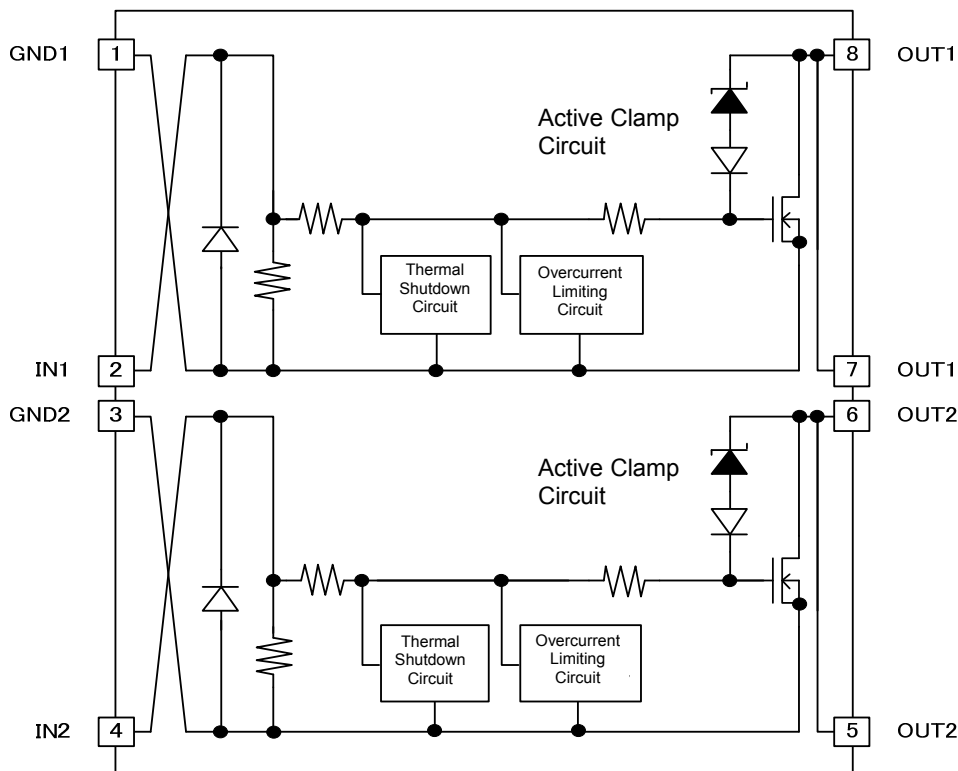 GND1 1 8 OUT1
Active Clamp
Circuit
Thermal
Shutdown
Circuit
Overcurrent
Limiting
Circuit
IN1 2 7 OUT1
GND2 3 6 OUT2
Active Clamp
Circuit
Thermal
Shutdown
Circuit
Overcurrent
Limiting
Circuit
IN2 4 5 OUT2